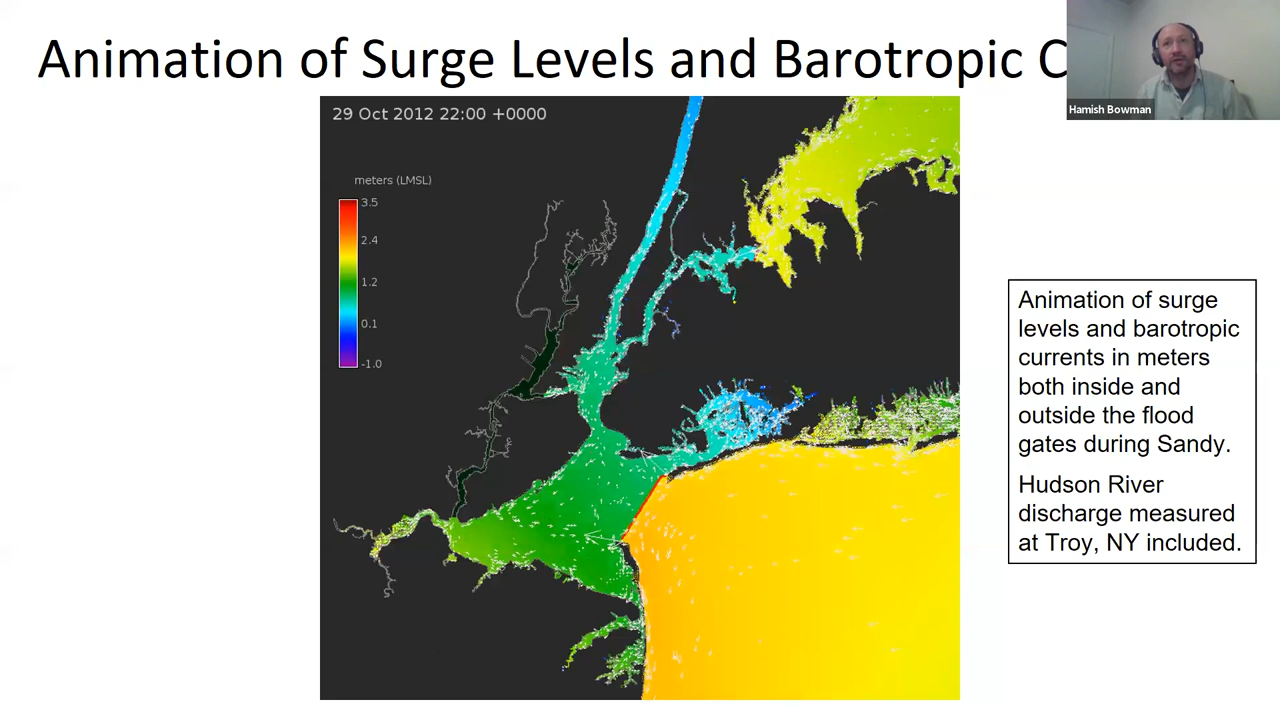 Animation of Surge Levels and Barotropic C
Hamish Bowman
29 Oct 2012 22:00 +0000
meters (LMSL)
3.5
2.4
1.2
0.1
-1.0
Animation of surge
levels and barotropic
currents in meters
both inside and
outside the flood
gates during Sandy.
Hudson River
discharge measured
at Troy, NY included.